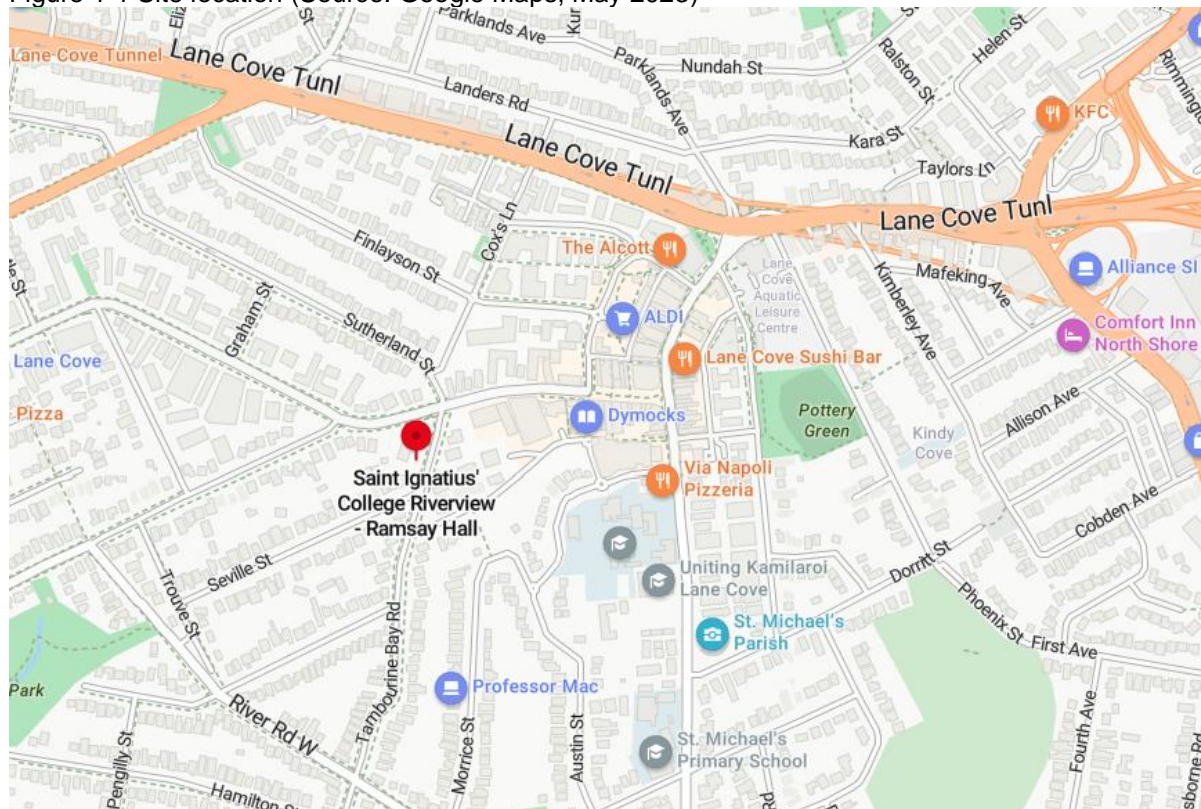 Parklands Ave
Nundah St
Parklands Ave
Ralston St
Helen St
Lane Cove Tunnel
Lane Cove Tunl
Landers Rd
Lane Cove Tunl
Kara St
KFC
Taylors Ln
Lane Cove Tunl
Cox's Ln
The Alcott
Finlayson St
Lane
Cove
Aquatic
Leisure
Centre
Kimberley Ave
Mafeking Ave
Alliance SI
Graham St
Sutherland St
ALDI
Comfort Inn
North Shore
Lane Cove
Lane Cove Sushi Bar
Pizza
Dymocks
Pottery
Green
Kindy
Cove
Allison Ave
Saint Ignatius'
College Riverview
- Ramsay Hall
Via Napoli
Pizzeria
Cobden Ave
Seville St
Trouve St
Uniting Kamilaroi
Lane Cove
Dorritt St
Phoenix St
First Ave
St. Michael's
Parish
Tambourine Bay Rd
Park
Professor Mac
River Rd W
Morrice St
Austin St
St. Michael's
Primary School
Fourth Ave
Pengilly St
Hamilton
Rd